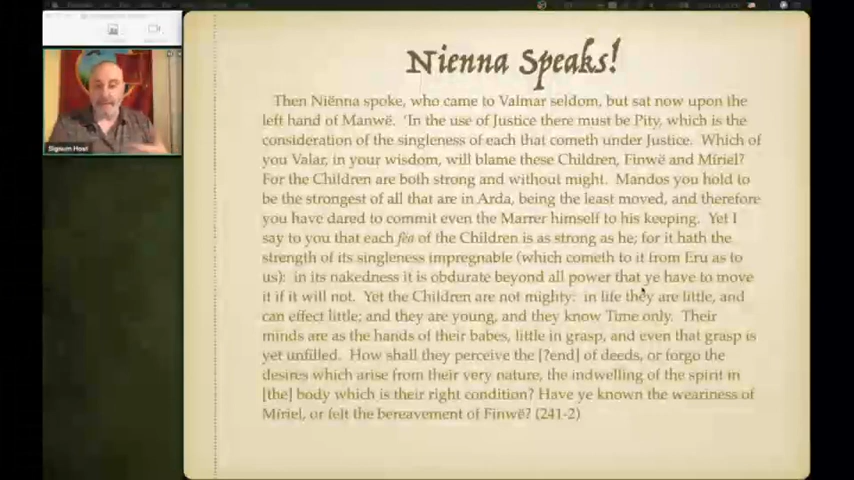 Nienna Speaks!
Then Niënna spoke, who came to Valmar seldom, but sat now upon the
left hand of Manwë. 'In the use of Justice there must be Pity, which is the
consideration of the singleness of each that cometh under Justice. Which of
you Valar, in your wisdom, will blame these Children, Finwë and Míriel?
For the Children are both strong and without might. Mandos you hold to
be the strongest of all that are in Arda, being the least moved, and therefore
you have dared to commit even the Marrer himself to his keeping. Yet I
say to you that each fëa of the Children is as strong as he; for it hath the
strength of its singleness impregnable (which cometh to it from Eru as to
us): in its nakedness it is obdurate beyond all power that ye have to move
it if it will not. Yet the Children are not mighty: in life they are little, and
can effect little; and they are young, and they know Time only. Their
minds are as the hands of their babes, little in grasp, and even that grasp is
yet unfilled. How shall they perceive the [?end] of deeds, or forgo the
desires which arise from their very nature, the indwelling of the spirit in
[the] body which is their right condition? Have ye known the weariness of
Míriel, or felt the bereavement of Finwë? (241-2)
Signum Host